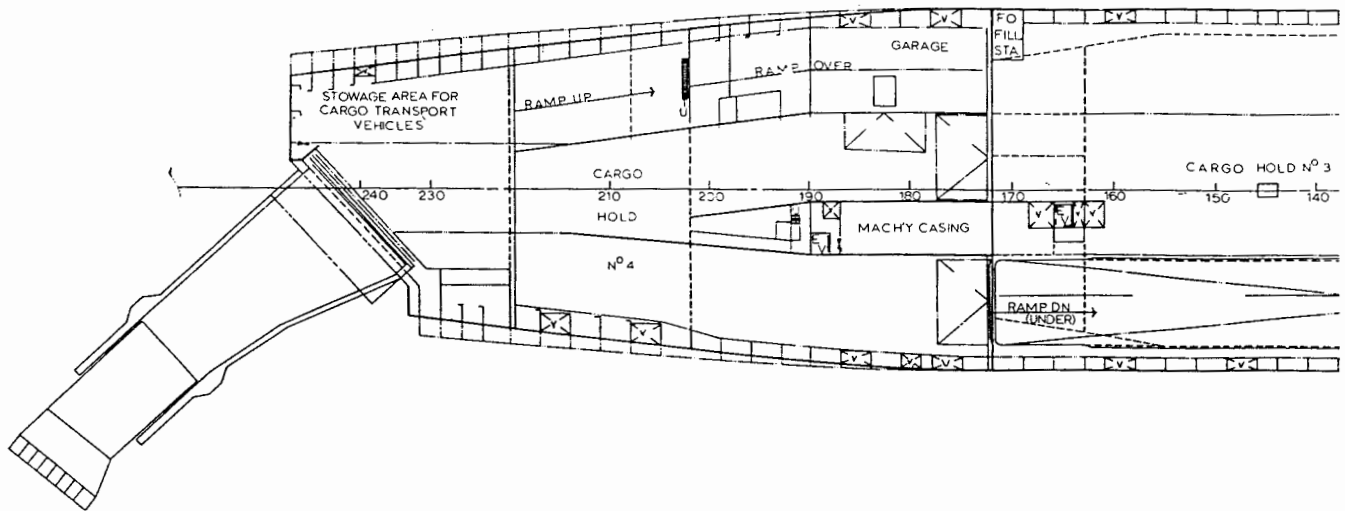 FO
FILL
STA.
GARAGE
STOWAGE AREA FOR
CARGO TRANSPORT
VEHICLES
RAMP UP
RAMP OVER
CARGO
HOLD
Nº 4
CARGO HOLD Nº 3
240
230
210
200
190
180
170
160
150
140
MACH'Y CASING
RAMP DN
(UNDER)
V
V
V
V
V
V
V
V
V
V
V
V
V
E
V
E
V